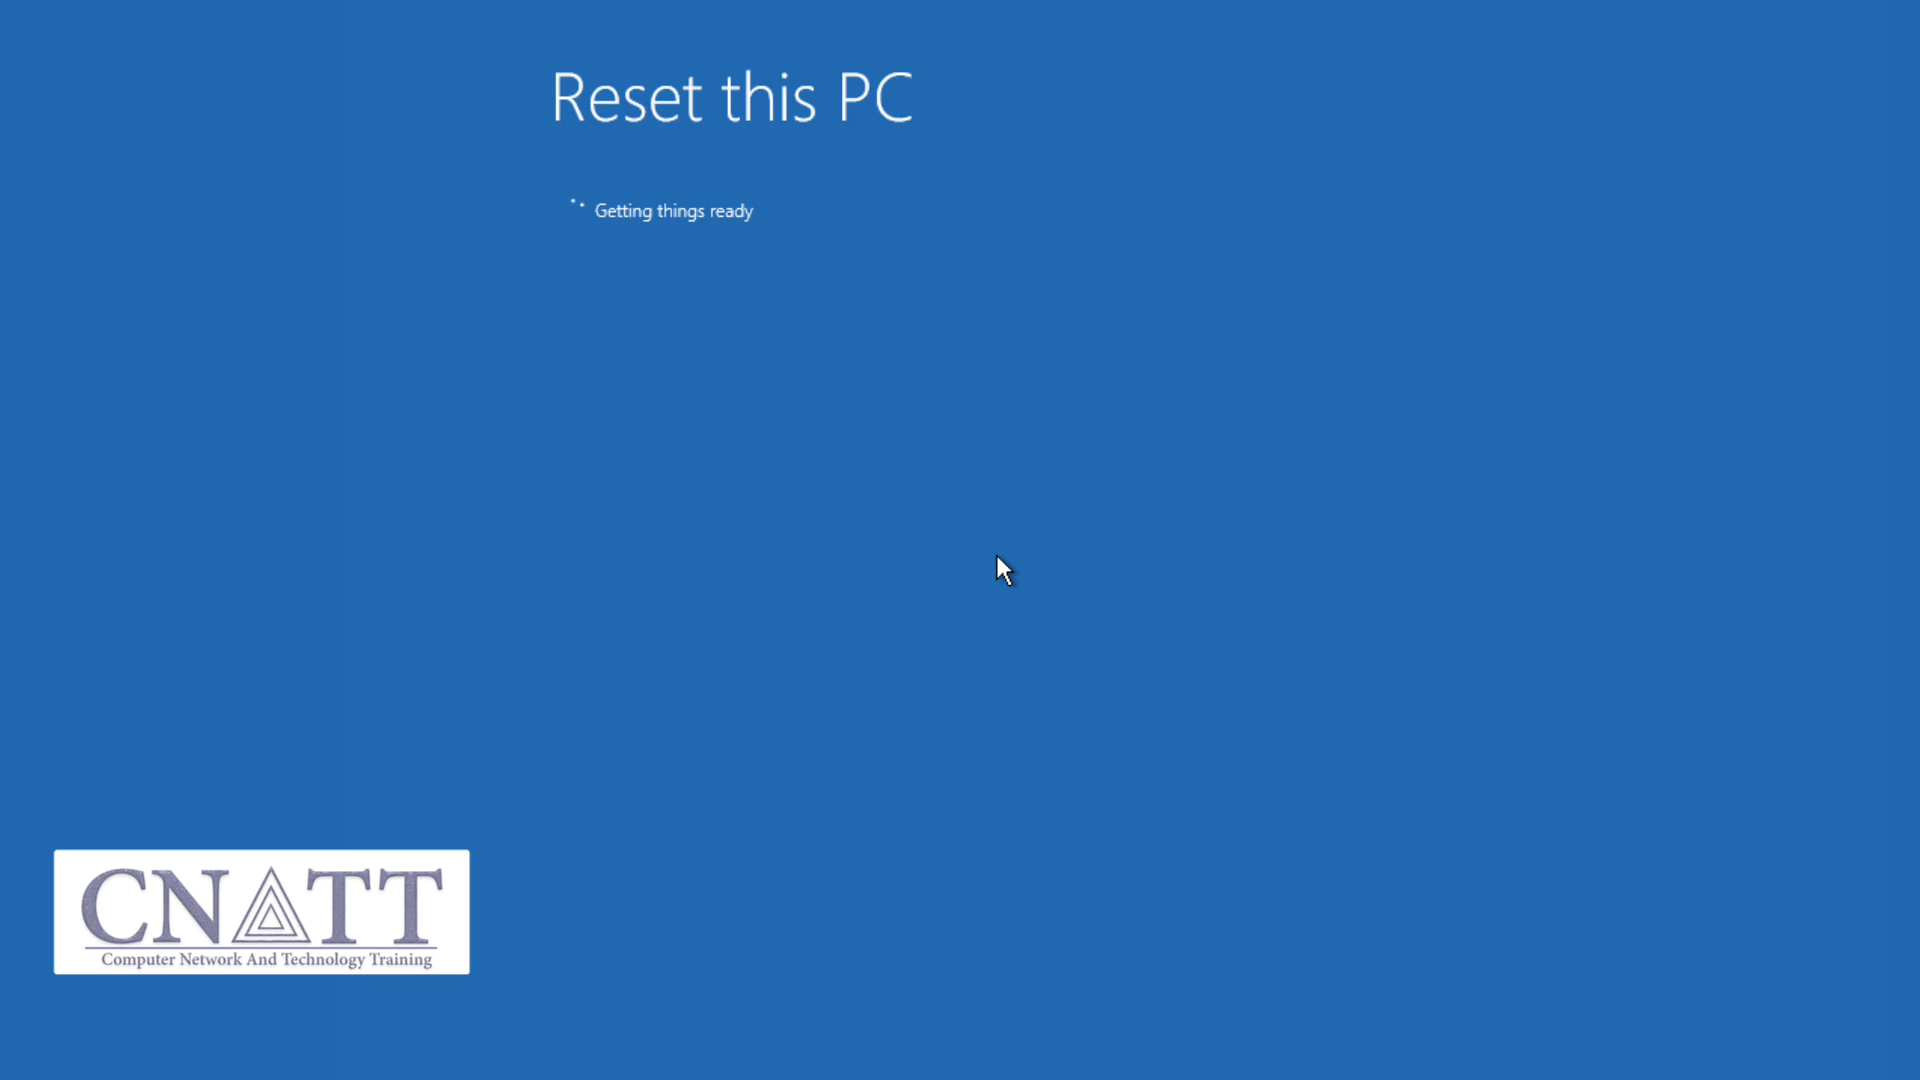 Reset this PC
Getting things ready
CNATT
Computer Network And Technology Training